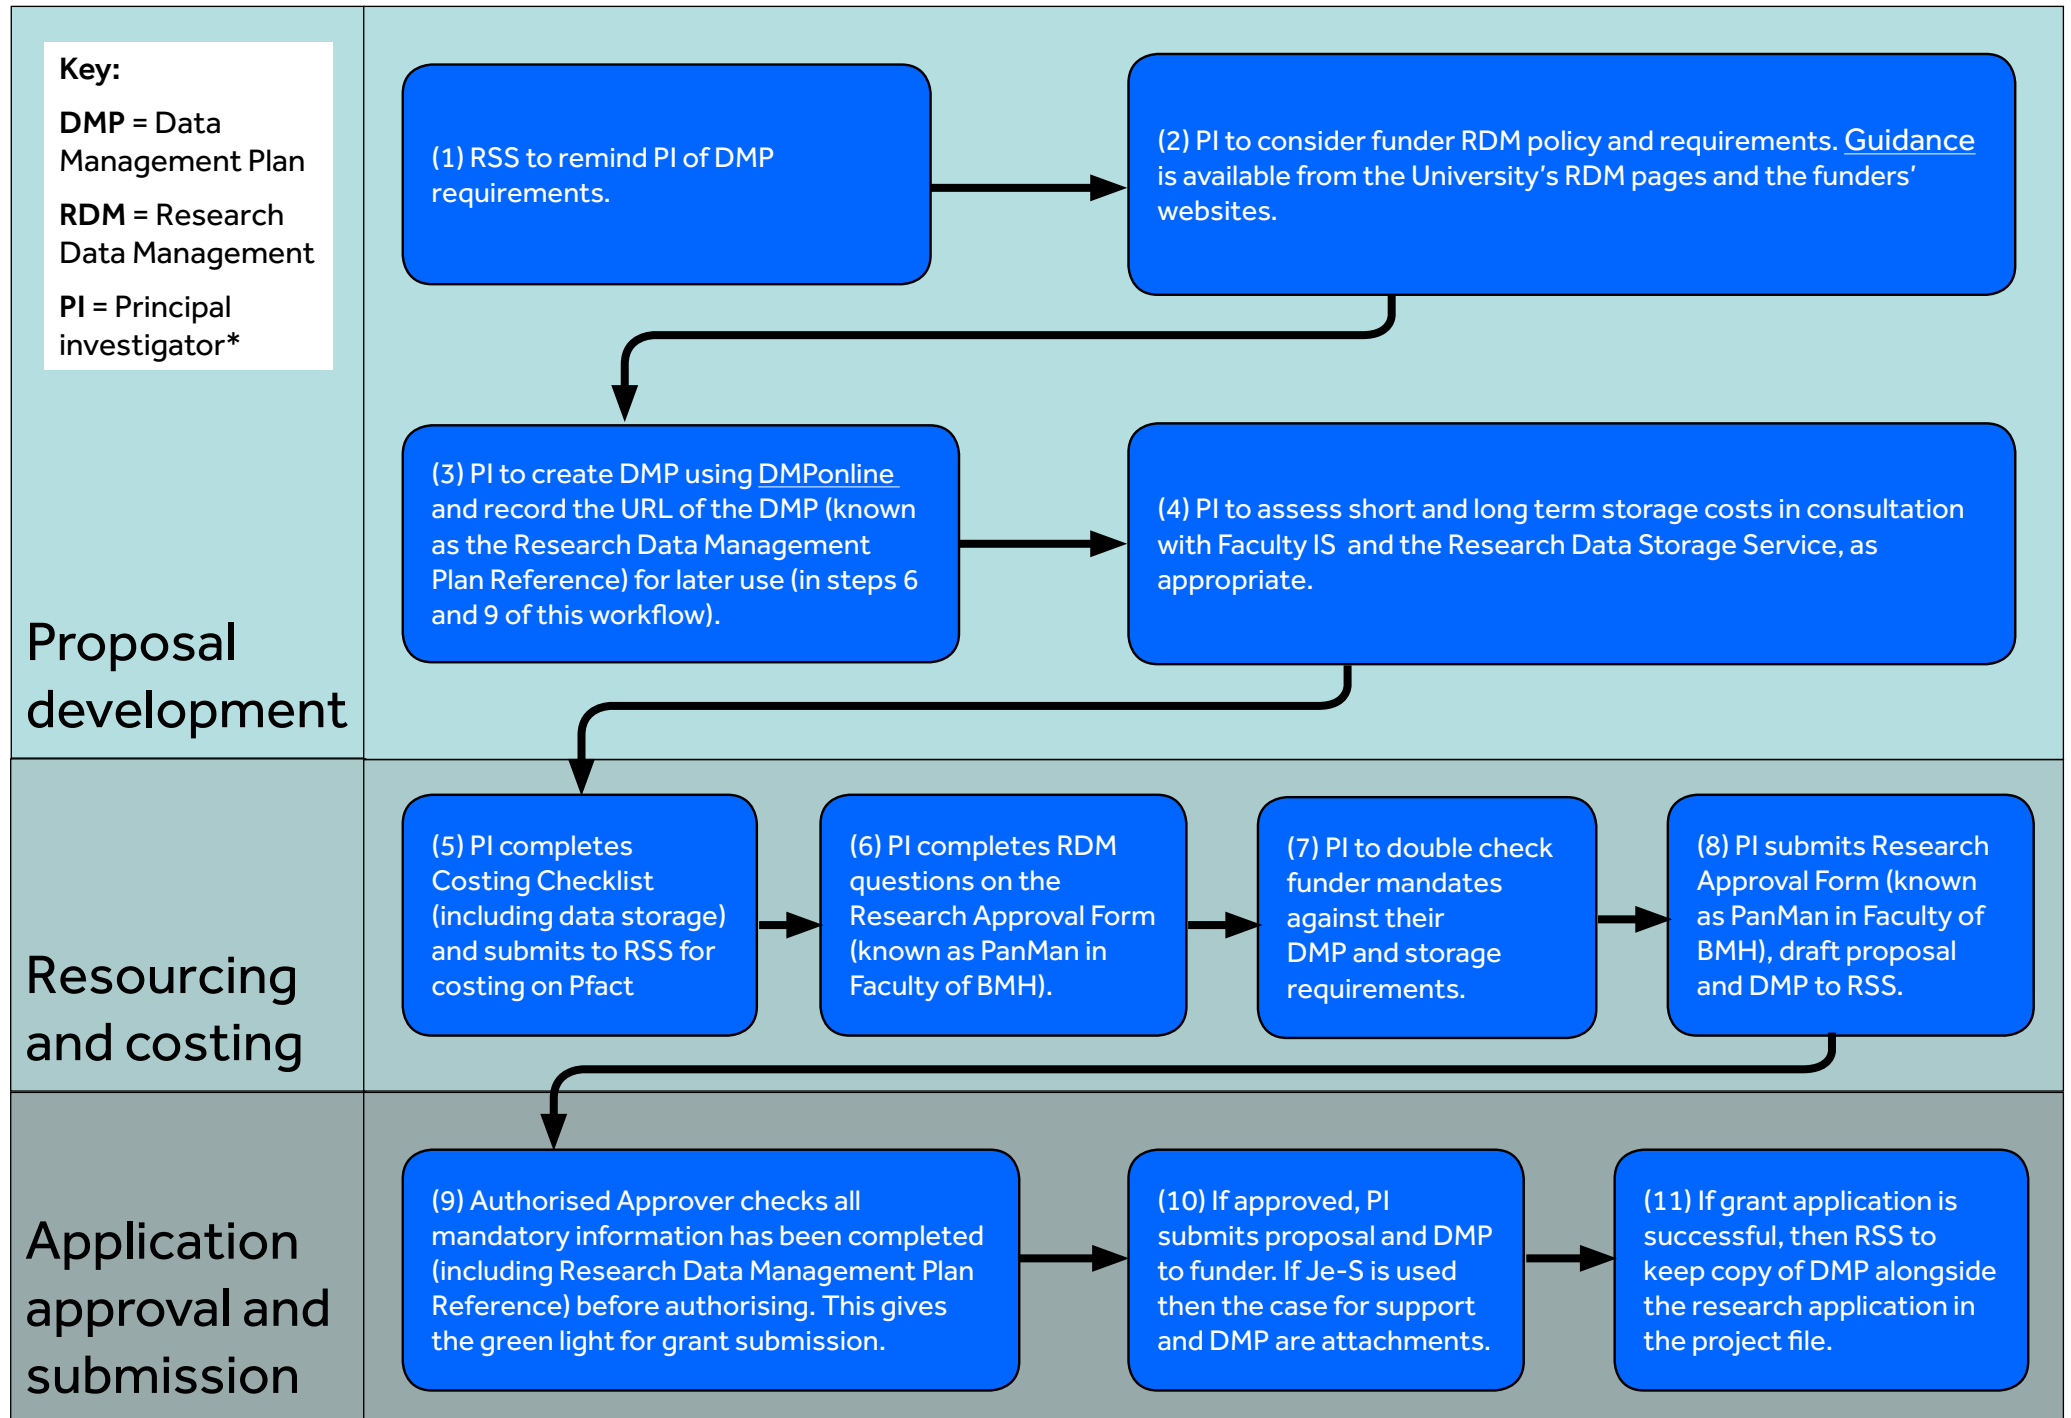 Key:
DMP = Data
Management Plan
RDM = Research
Data Management
PI = Principal
investigator*
Proposal
development
(1) RSS to remind PI of DMP
requirements.
(2) PI to consider funder RDM policy and requirements. Guidance
is available from the University’s RDM pages and the funders’
websites.
(3) PI to create DMP using DMPonline
and record the URL of the DMP (known
as the Research Data Management
Plan Reference) for later use (in steps 6
and 9 of this workflow).
(4) PI to assess short and long term storage costs in consultation
with Faculty IS and the Research Data Storage Service, as
appropriate.
Resourcing
and costing
(5) PI completes
Costing Checklist
(including data storage)
and submits to RSS for
costing on Pfact
(6) PI completes RDM
questions on the
Research Approval Form
(known as PanMan in
Faculty of BMH).
(7) PI to double check
funder mandates
against their
DMP and storage
requirements.
(8) PI submits Research
Approval Form (known
as PanMan in Faculty of
BMH), draft proposal
and DMP to RSS.
Application
approval and
submission
(9) Authorised Approver checks all
mandatory information has been completed
(including Research Data Management Plan
Reference) before authorising. This gives
the green light for grant submission.
(10) If approved, PI
submits proposal and DMP
to funder. If Je-S is used
then the case for support
and DMP are attachments.
(11) If grant application is
successful, then RSS to
keep copy of DMP alongside
the research application in
the project file.